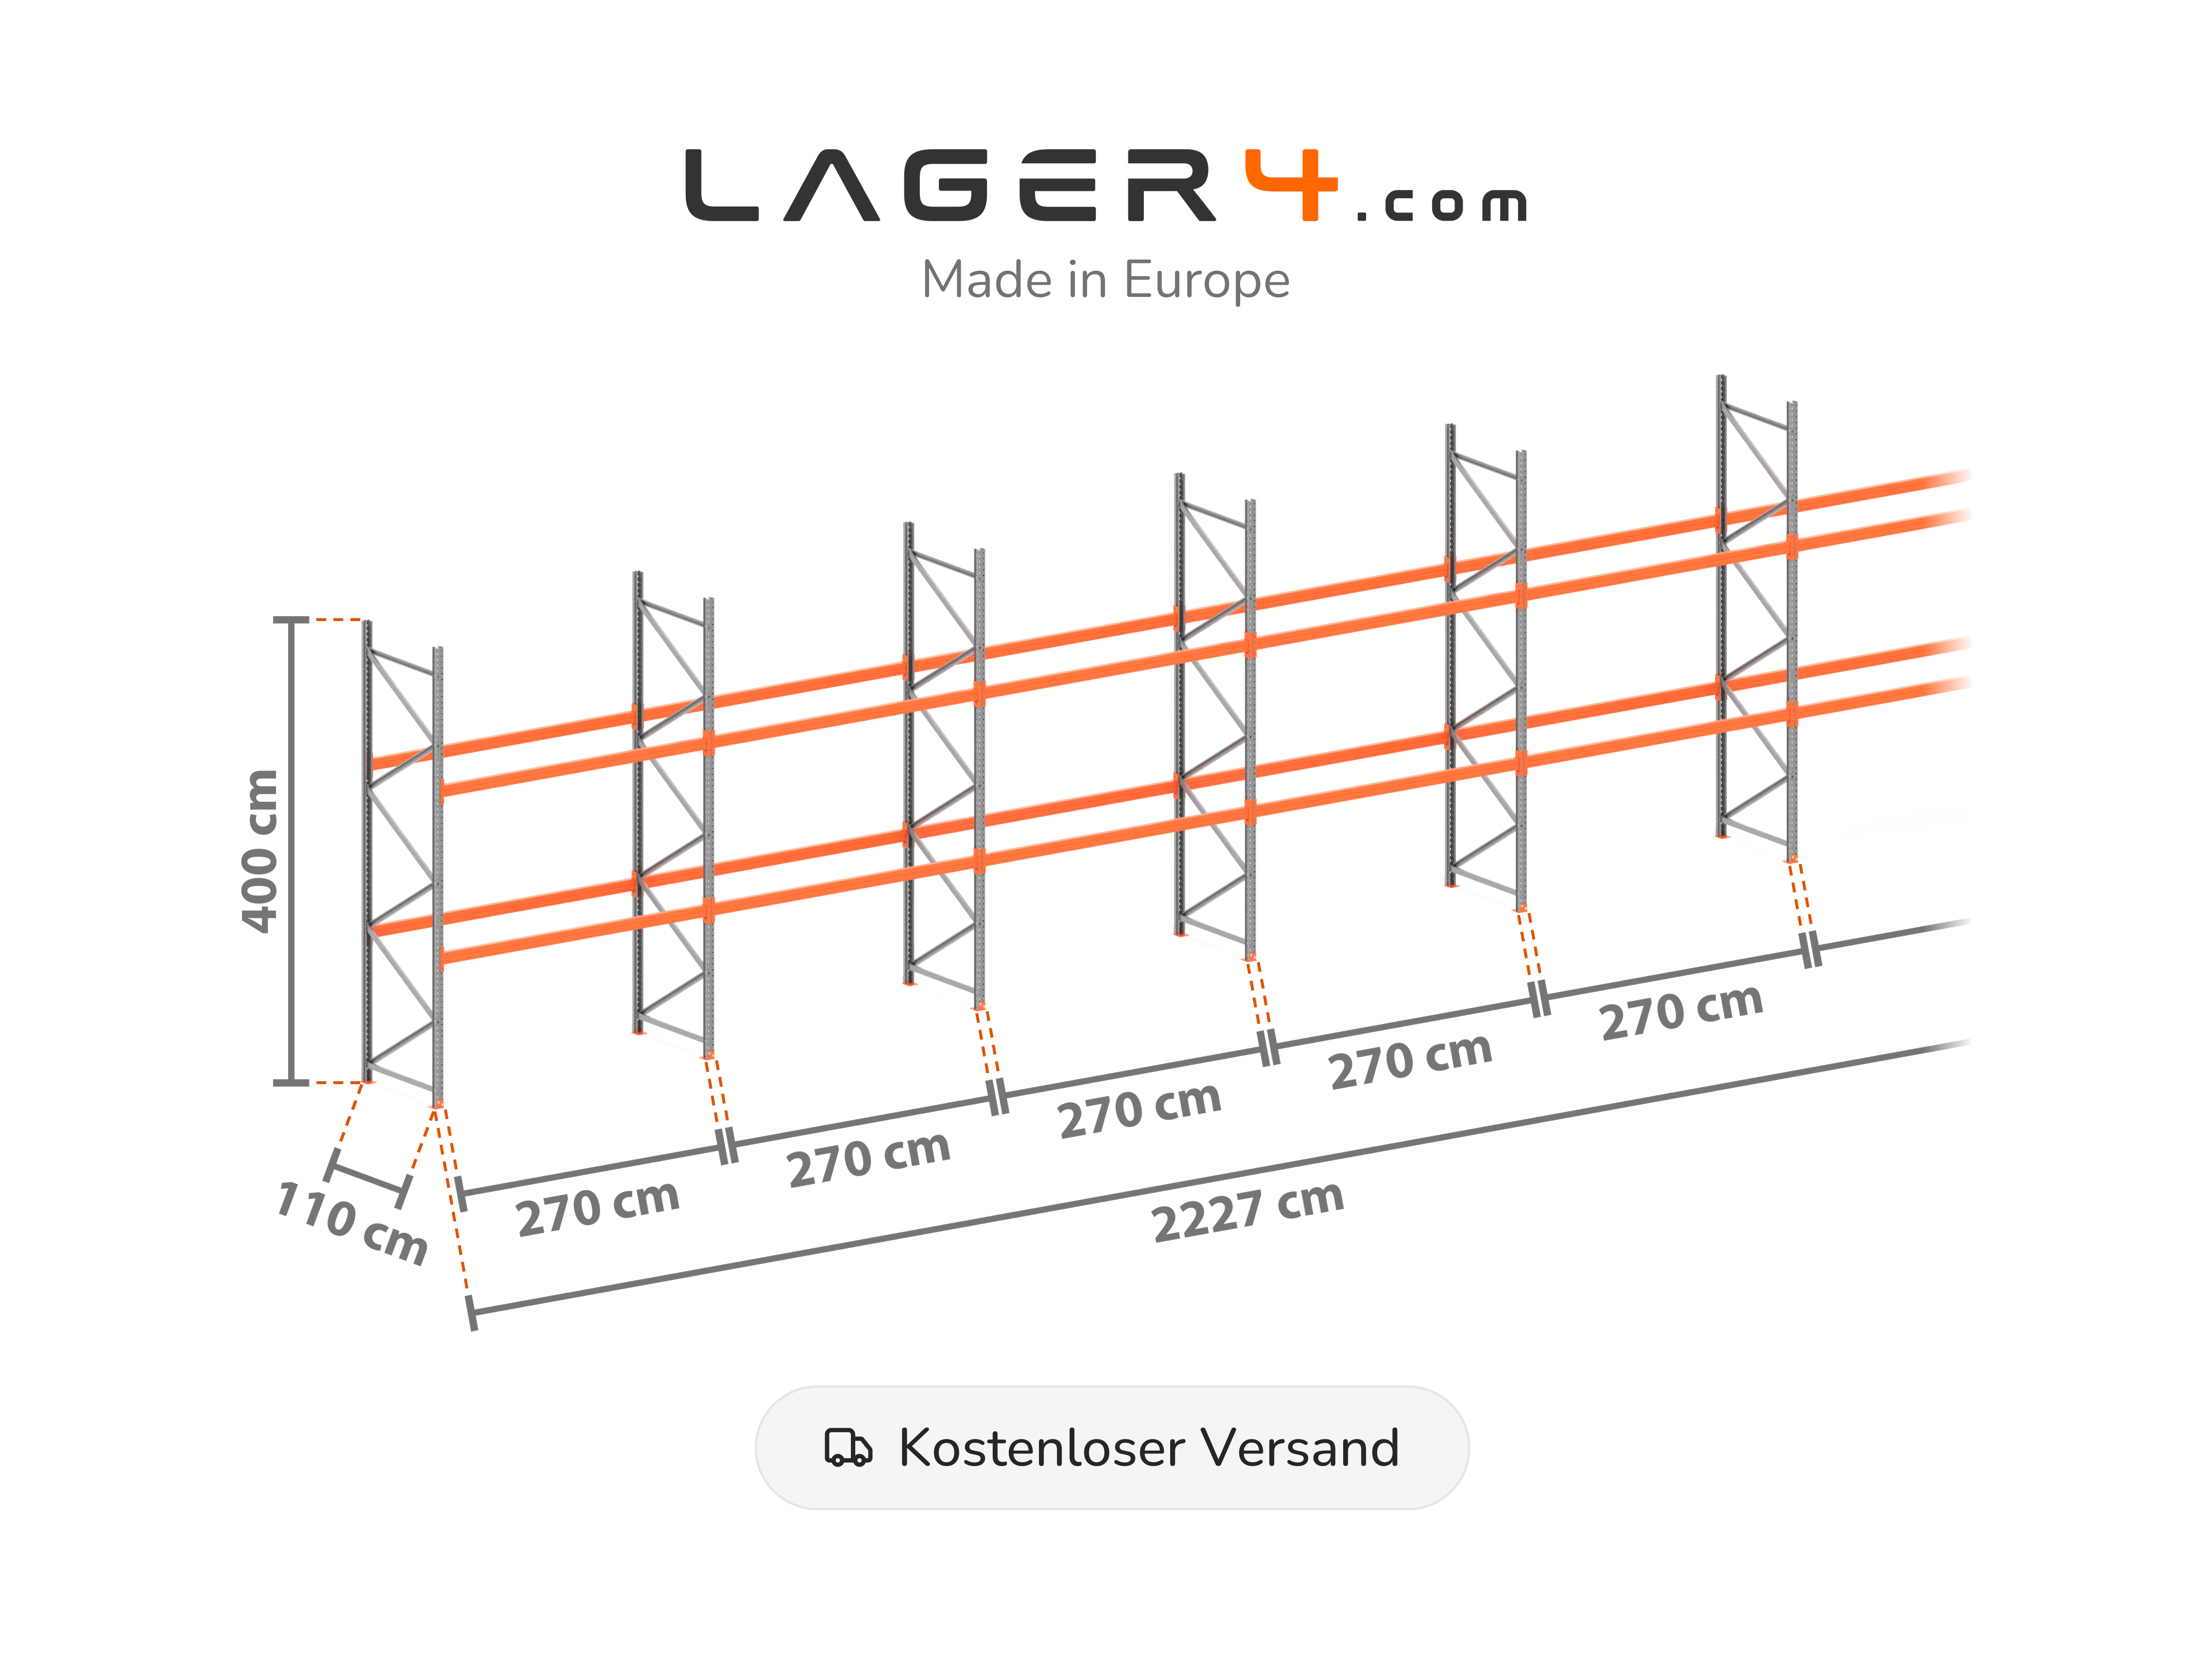 LAGER4.com
Made in Europe
400 cm
110 cm
270 cm
270 cm
270 cm
270 cm
270 cm
2227 cm
Kostenloser Versand